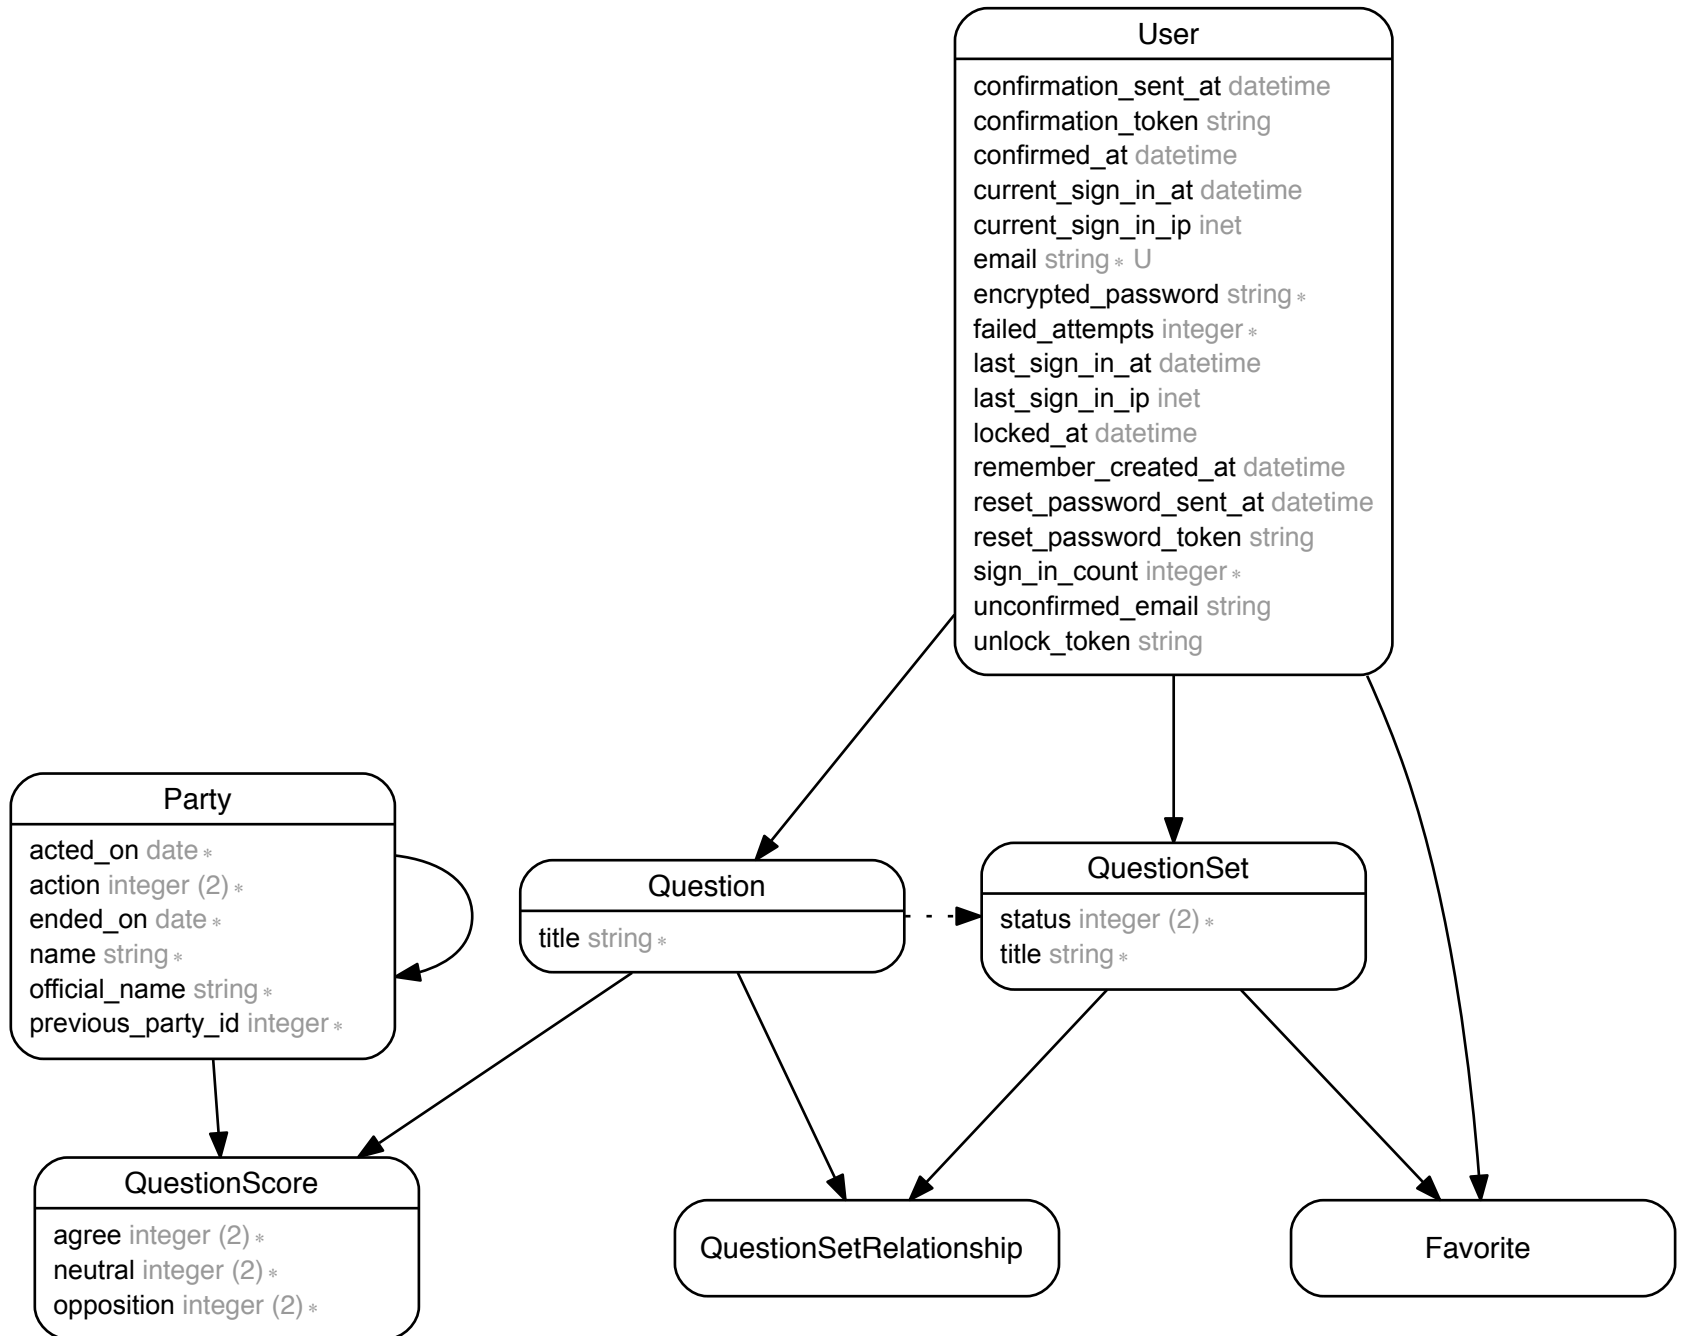 User
confirmation_sent_at datetime
confirmation_token string
confirmed_at datetime
current_sign_in_at datetime
current_sign_in_ip inet
email string * U
encrypted_password string *
failed_attempts integer *
last_sign_in_at datetime
last_sign_in_ip inet
locked_at datetime
remember_created_at datetime
reset_password_sent_at datetime
reset_password_token string
sign_in_count integer *
unconfirmed_email string
unlock_token string
Party
acted_on date *
action integer (2) *
ended_on date *
name string *
official_name string *
previous_party_id integer *
Question
title string *
QuestionSet
status integer (2) *
title string *
QuestionScore
agree integer (2) *
neutral integer (2) *
opposition integer (2) *
QuestionSetRelationship
Favorite